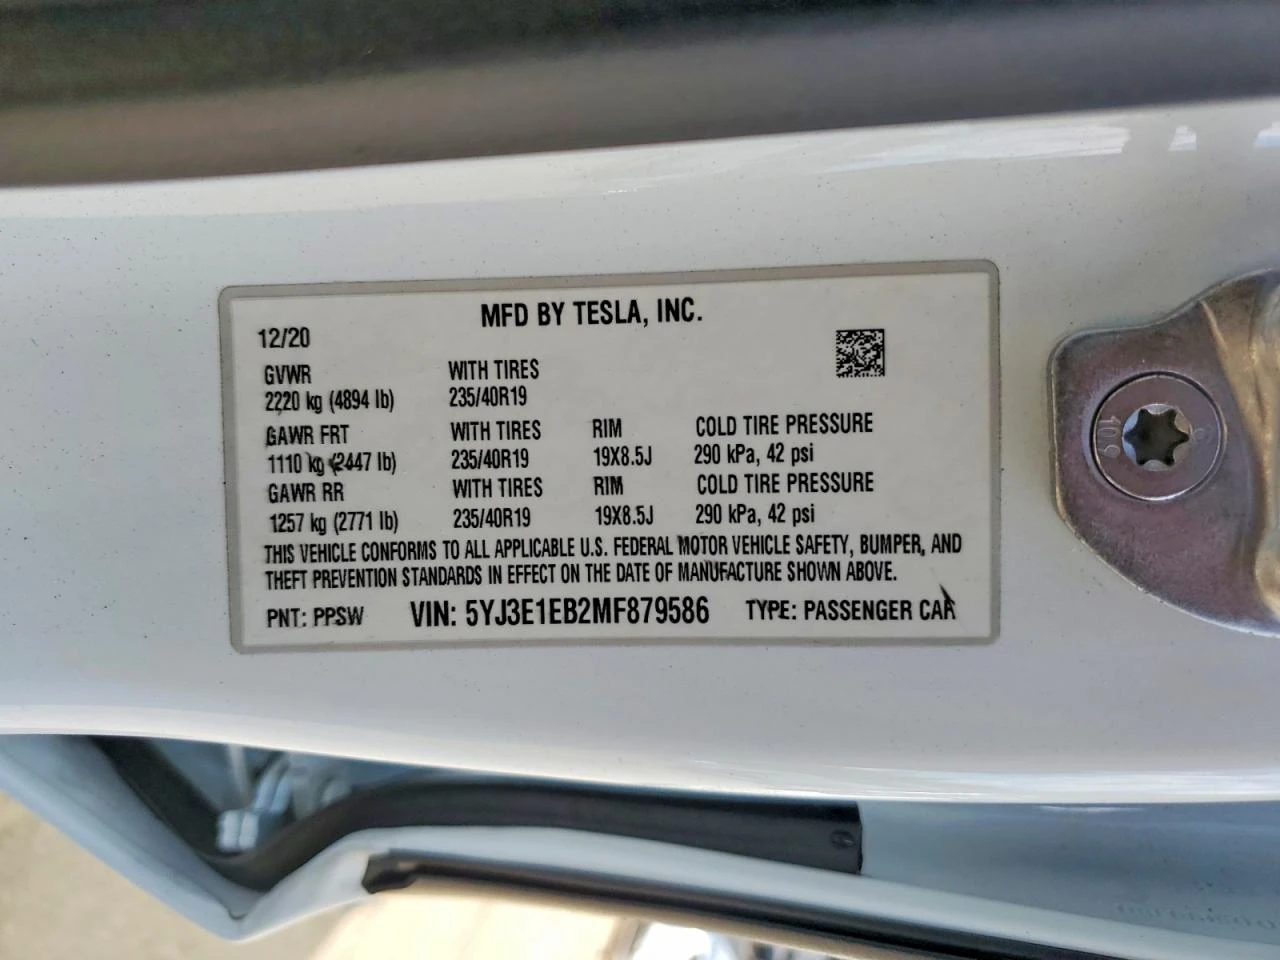 MFD BY TESLA, INC.
12/20
GVWR WITH TIRES
2220 kg (4894 lb) 235/40R19
GAWR FRT WITH TIRES RIM COLD TIRE PRESSURE
1110 kg (2447 lb) 235/40R19 19X8.5J 290 kPa, 42 psi
GAWR RR WITH TIRES RIM COLD TIRE PRESSURE
1257 kg (2771 lb) 235/40R19 19X8.5J 290 kPa, 42 psi
THIS VEHICLE CONFORMS TO ALL APPLICABLE U.S. FEDERAL MOTOR VEHICLE SAFETY, BUMPER, AND
THEFT PREVENTION STANDARDS IN EFFECT ON THE DATE OF MANUFACTURE SHOWN ABOVE.
PNT: PPSW VIN: 5YJ3E1EB2MF879586 TYPE: PASSENGER CAR